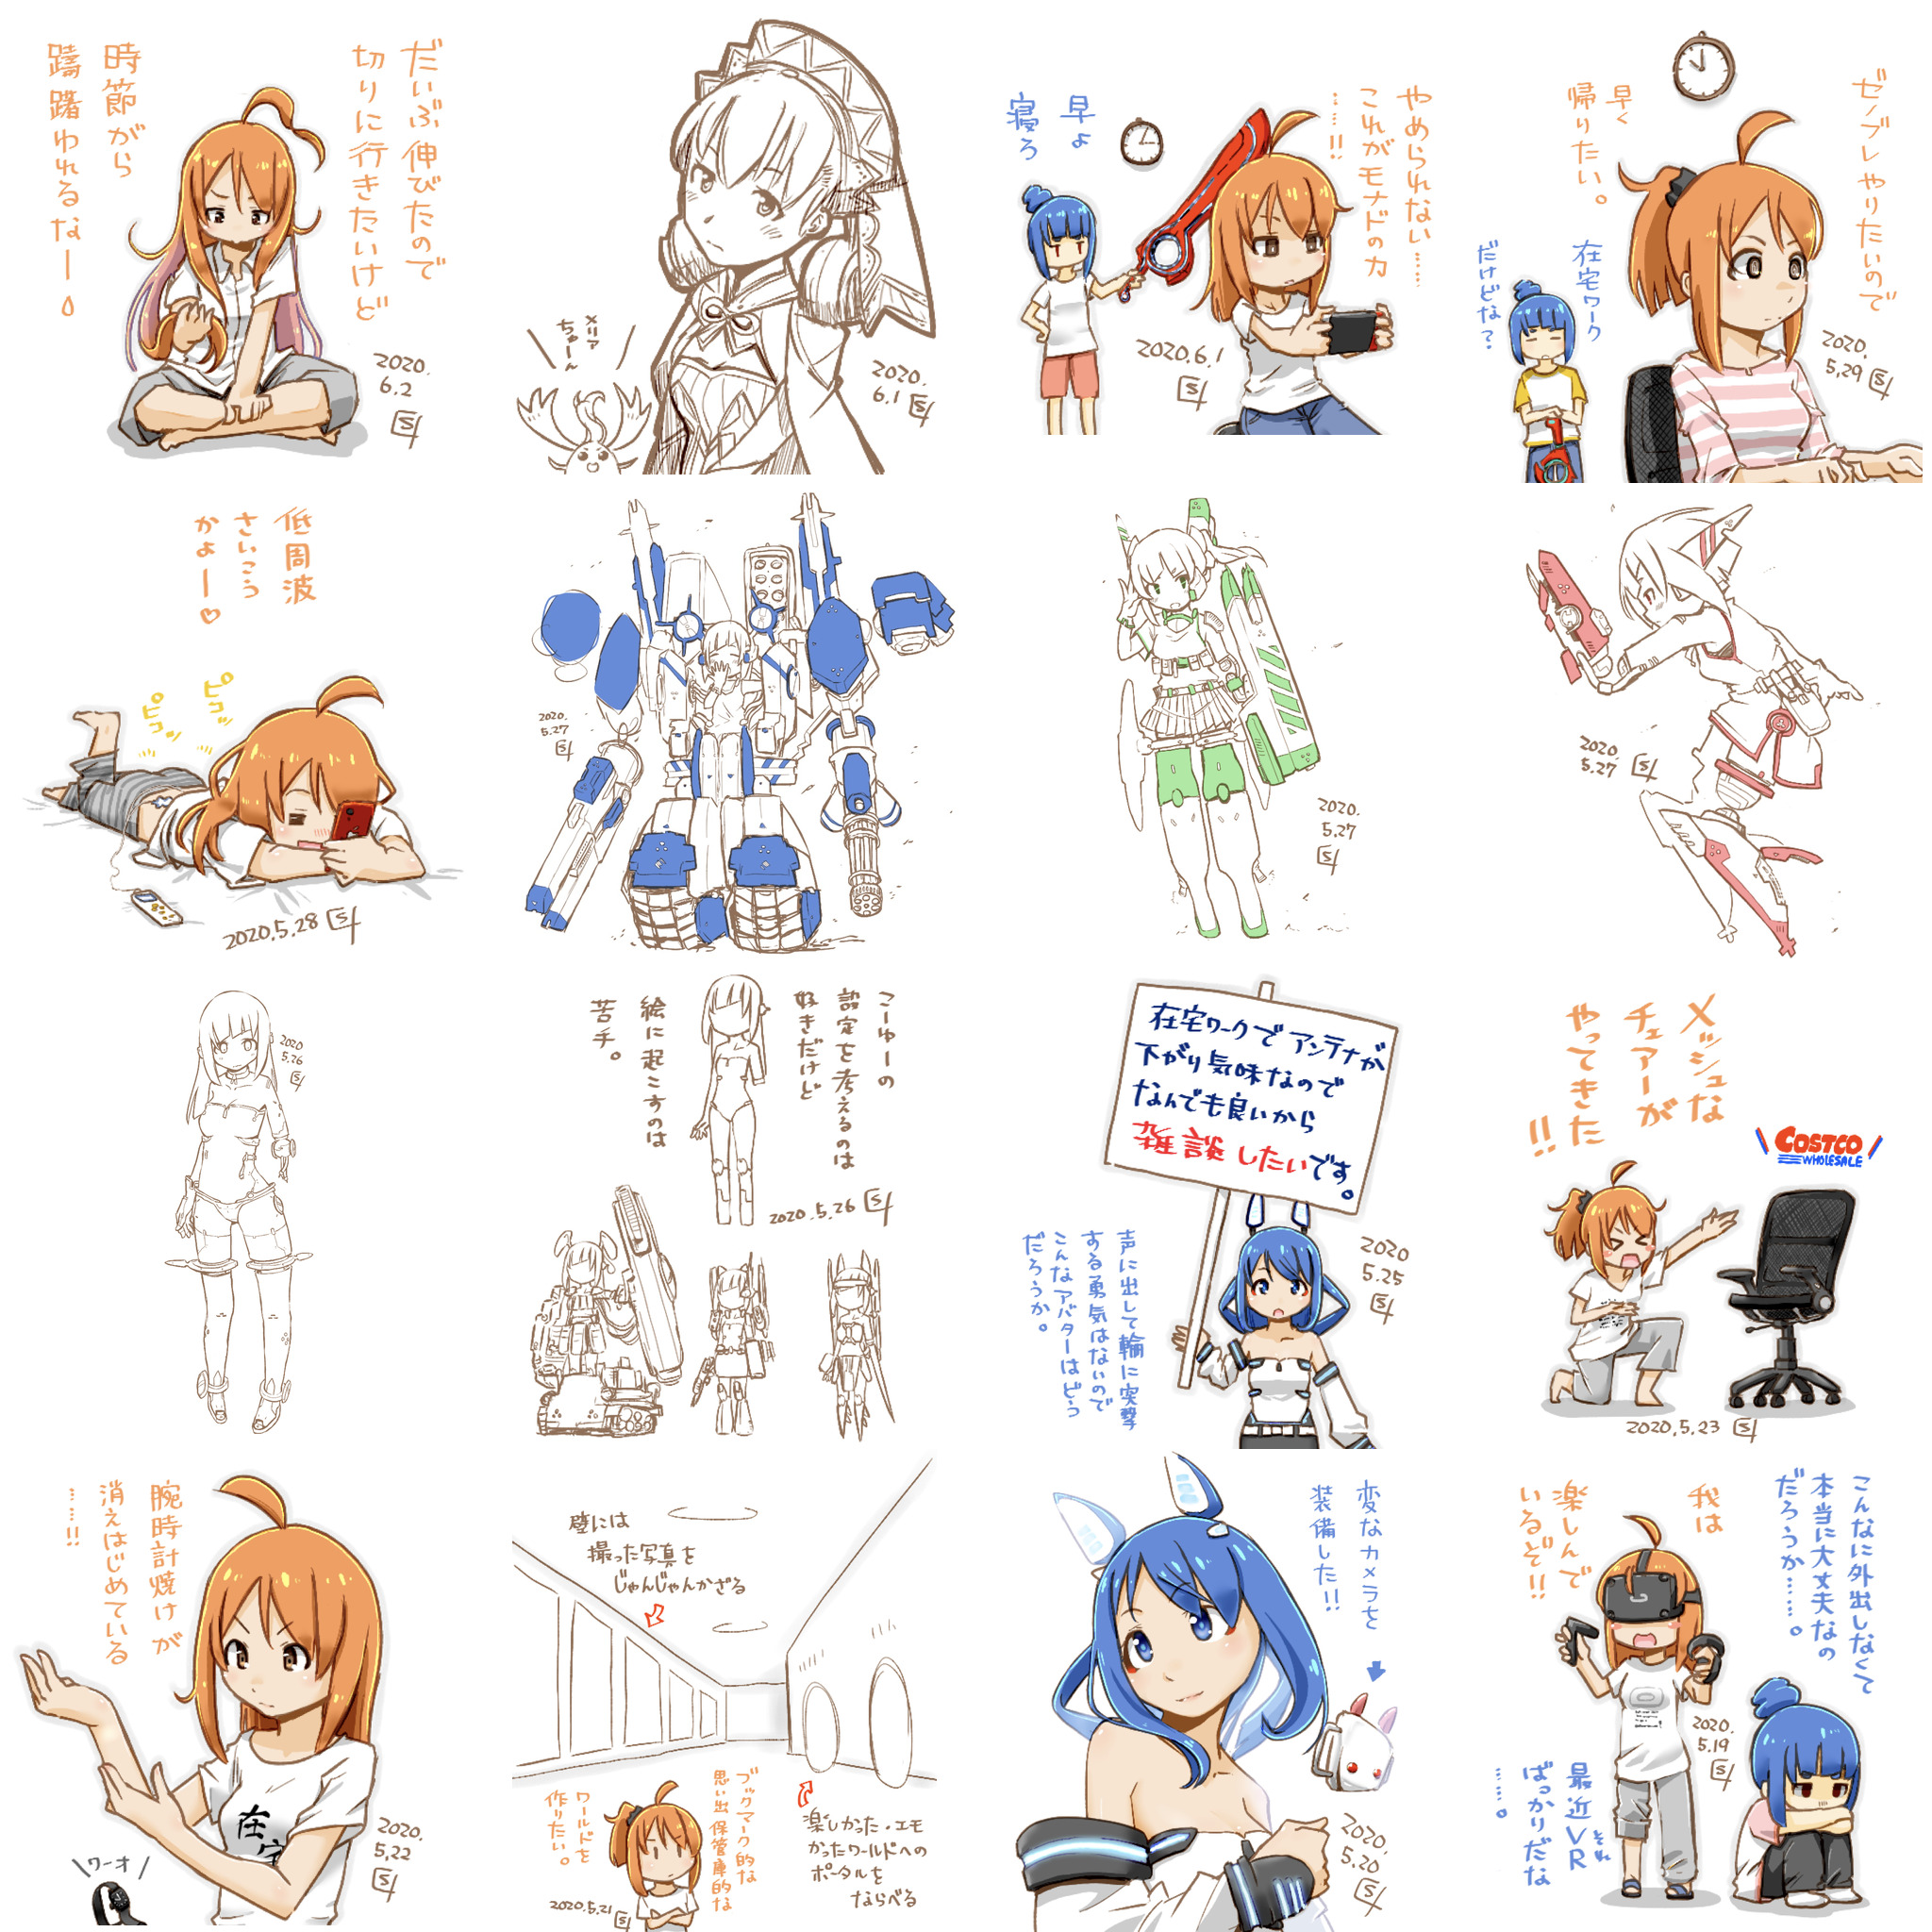 だいぶ伸びたので
切りに行きたいけど
時節がら
躊躇われるなー。
2020.
6.2
メリア
ちゃーん
2020.
6.1
やめられない……
これがモナドの力
……!!
早よ
寝ろ
2020.6.1
ゼノブレやりたいので
早く
帰りたい。
在宅ワーク
だけどな?
2020.
5.29
低周波
さいこう
かよー♡
ピコッ
ピコッ
2020.5.28
2020.
5.27
2020.
5.27
2020.
5.27
2020
5.26
こーゆーの
設定を考えるのは
好きだけど
絵に起こすのは
苦手。
2020.5.26
在宅ワークでアンテナが
下がり気味なので
なんでも良いから
雑談したいです。
声に出して輪に突撃
する勇気はないので
こんなアバターはどう
だろうか。
2020
5.25
メッシュな
チェアーが
やってきた
!!
COSTCO
WHOLESALE
2020.5.23
腕時計焼けが
消えはじめている
……!!
在宅
ワーオ
2020.
5.22
壁には
撮った写真を
じゃんじゃんかざる
ブックマーク的な
思い出保管庫的な
ワールドを
作りたい。
2020.5.21
楽しかった・エモ
かったワールドへの
ポータルを
ならべる
変なカメラを
装備した!!
2020.
5.20
こんなに外出しなくて
本当に大丈夫なの
だろうか……。
我は
楽しんで
いるぞ!!
2020.
5.19
最近VR
ばっかりだな
……。